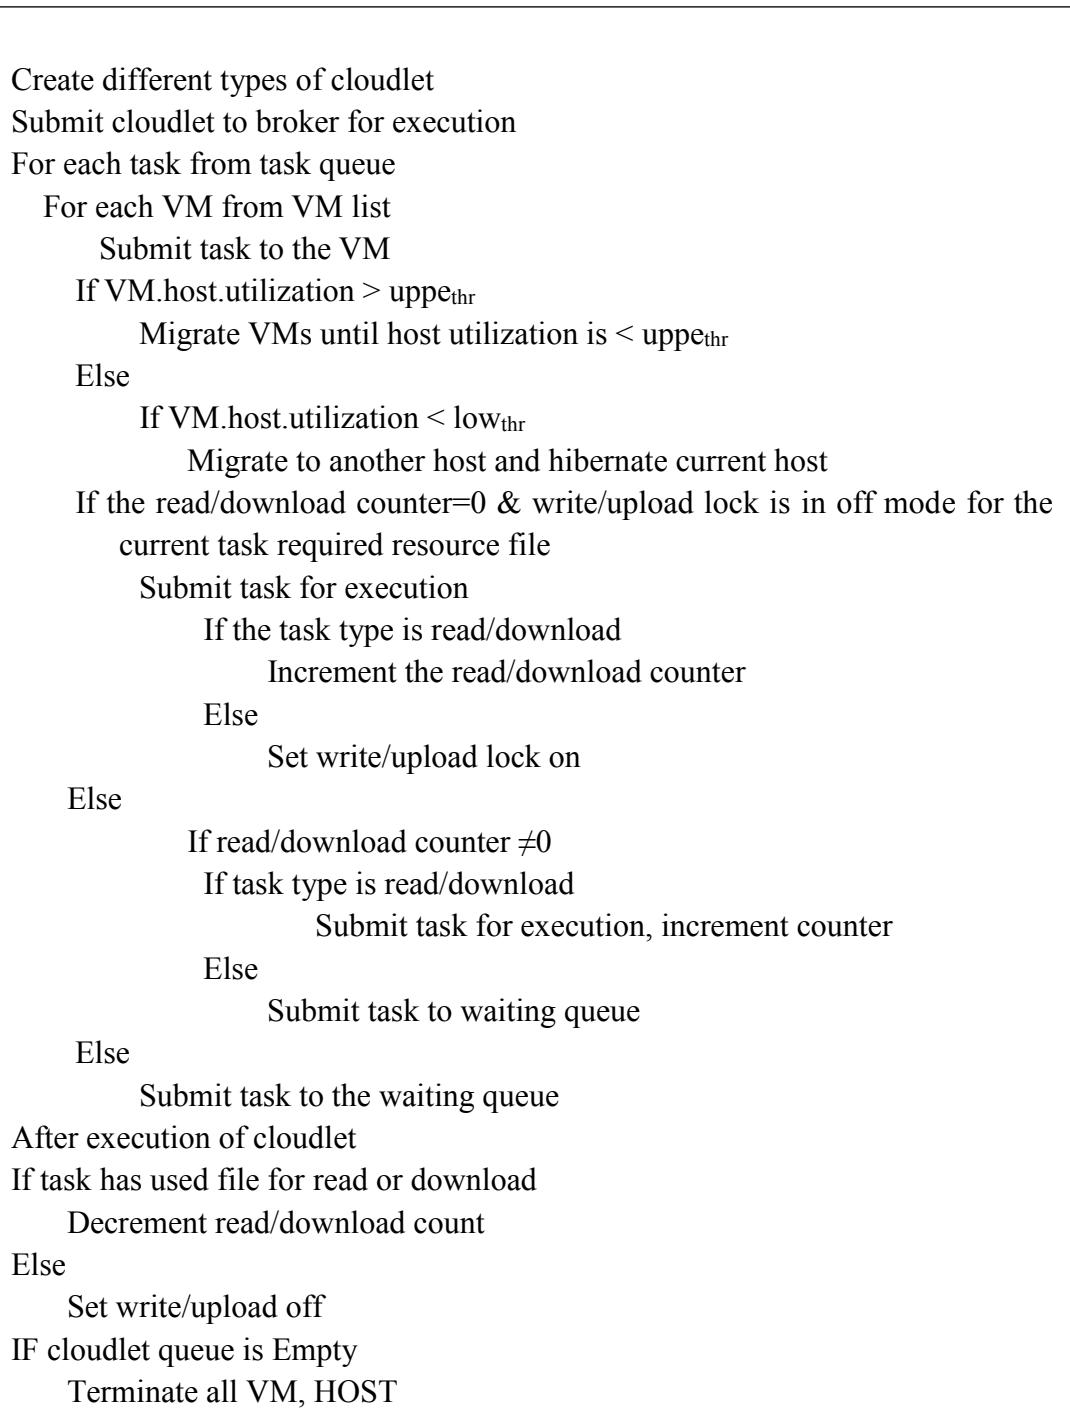 Create different types of cloudlet
Submit cloudlet to broker for execution
For each task from task queue
For each VM from VM list
Submit task to the VM
If VM.host.utilization > uppethr
Migrate VMs until host utilization is < uppethr
Else
If VM.host.utilization < lowthr
Migrate to another host and hibernate current host
If the read/download counter=0 & write/upload lock is in off mode for the
current task required resource file
Submit task for execution
If the task type is read/download
Increment the read/download counter
Else
Set write/upload lock on
Else
If read/download counter ≠0
If task type is read/download
Submit task for execution, increment counter
Else
Submit task to waiting queue
Else
Submit task to the waiting queue
After execution of cloudlet
If task has used file for read or download
Decrement read/download count
Else
Set write/upload off
IF cloudlet queue is Empty
Terminate all VM, HOST